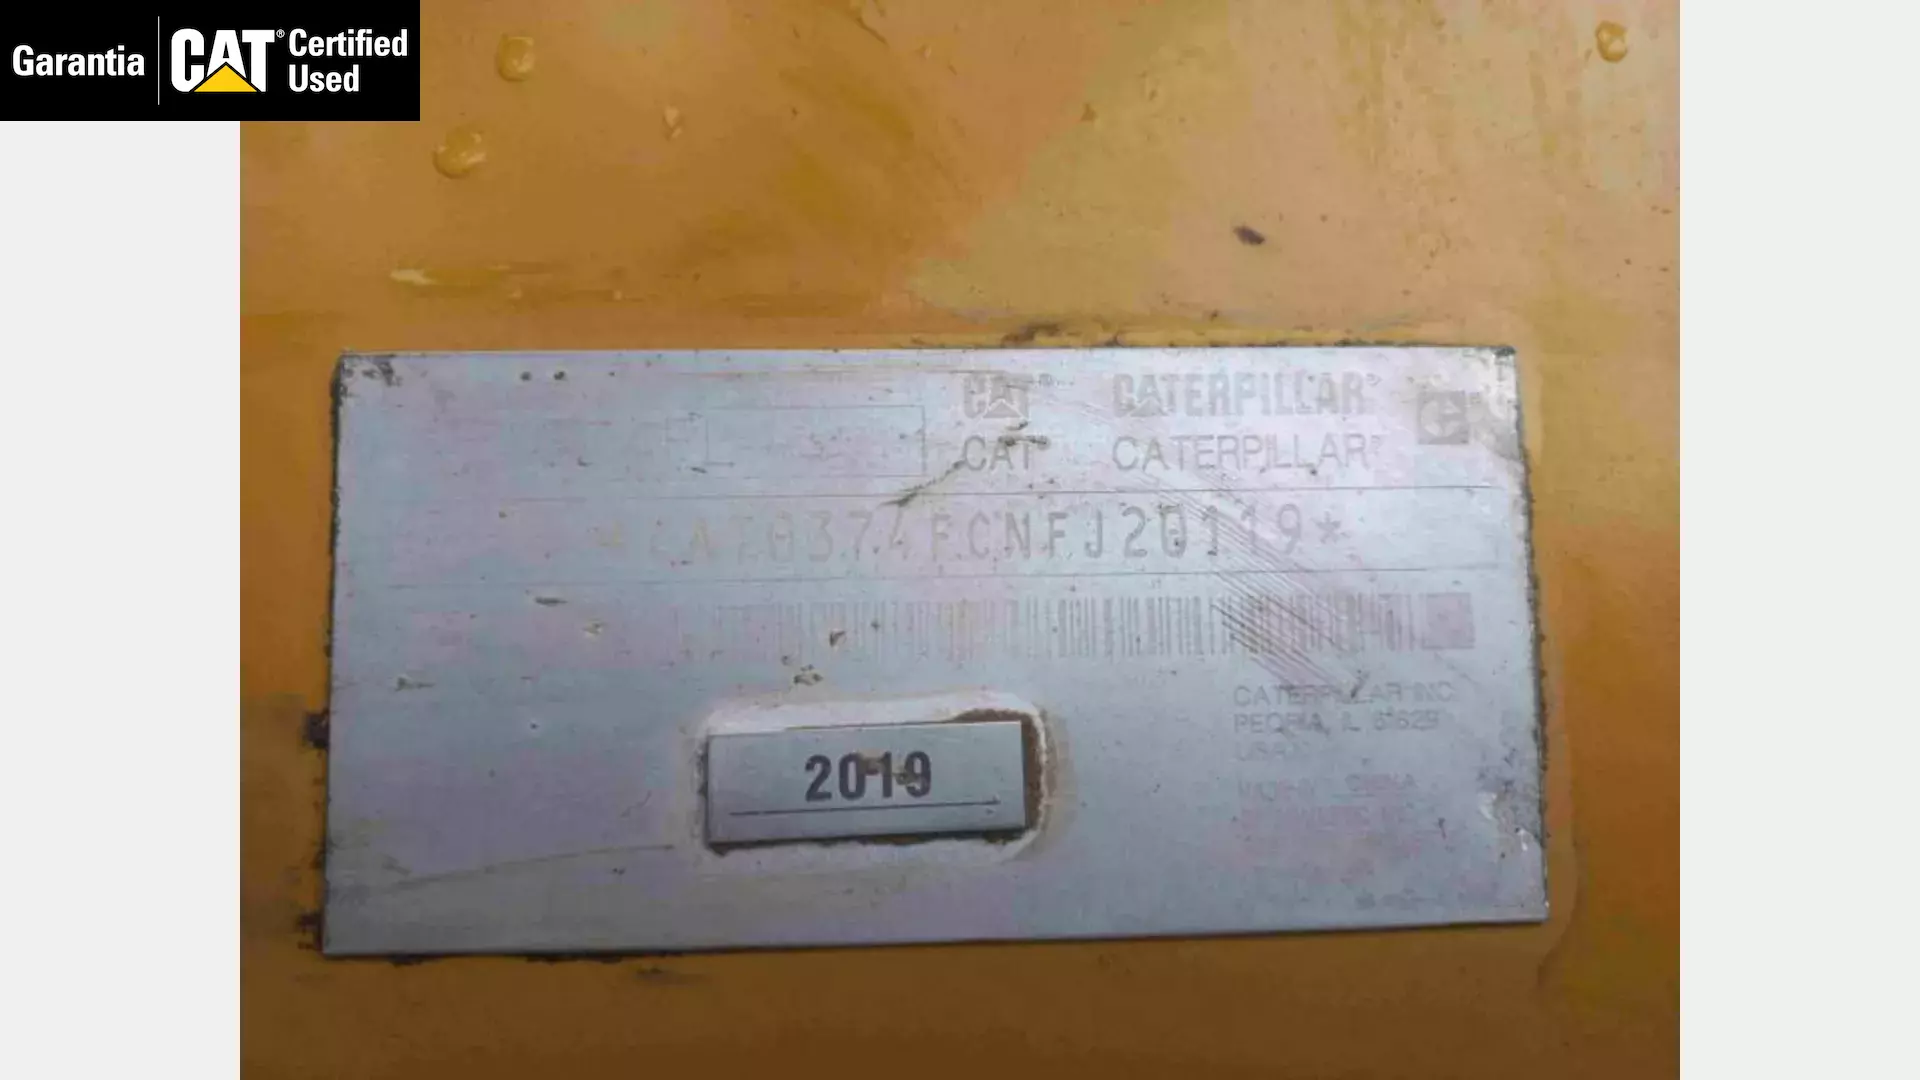 Garantia CAT® Certified Used
CAT® CATERPILLAR®
CAT® CATERPILLAR®
*CAT0374FCNFJ20119*
2019
CATERPILLAR INC.
PEORIA, IL 61629
USA